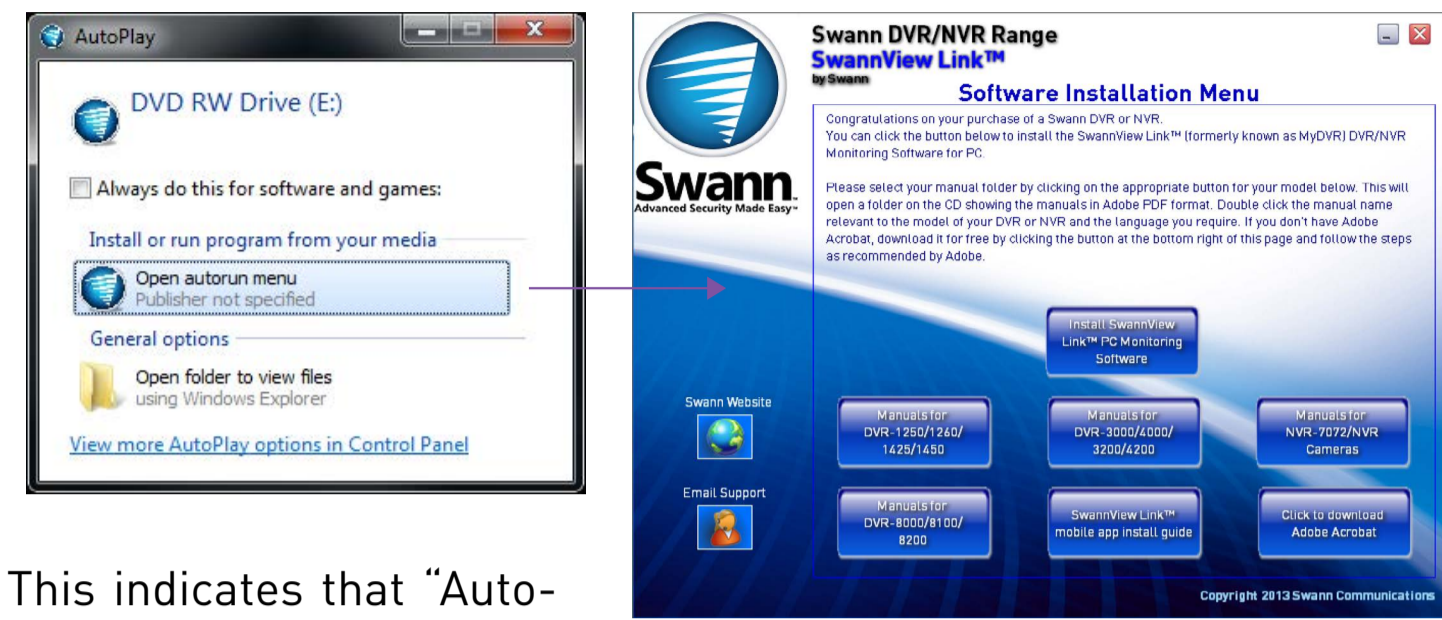 AutoPlay
DVD RW Drive (E:)
Always do this for software and games:
Install or run program from your media
Open autorun menu
Publisher not specified
General options
Open folder to view files
using Windows Explorer
View more AutoPlay options in Control Panel
This indicates that “Auto-
Swann
Advanced Security Made Easy™
Swann DVR/NVR Range
SwannView Link™
by Swann
Software Installation Menu
Congratulations on your purchase of a Swann DVR or NVR.
You can click the button below to install the SwannView Link™ (formerly known as MyDVR) DVR/NVR
Monitoring Software for PC.
Please select your manual folder by clicking on the appropriate button for your model below. This will
open a folder on the CD showing the manuals in Adobe PDF format. Double click the manual name
relevant to the model of your DVR or NVR and the language you require. If you don't have Adobe
Acrobat, download it for free by clicking the button at the bottom right of this page and follow the steps
as recommended by Adobe.
Install SwannView
Link™ PC Monitoring
Software
Swann Website
Manuals for
DVR-1250/1260/
1425/1450
Manuals for
DVR-3000/4000/
3200/4200
Manuals for
NVR-7072/NVR
Cameras
Email Support
Manuals for
DVR-8000/8100/
8200
SwannView Link™
mobile app install guide
Click to download
Adobe Acrobat
Copyright 2013 Swann Communications